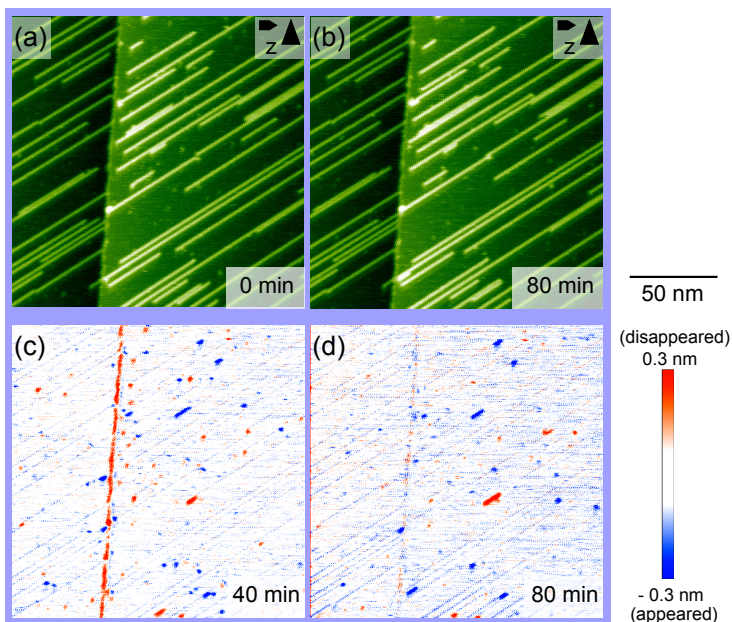 (a)
z
0 min
(b)
z
80 min
50 nm
(c)
40 min
(d)
80 min
(disappeared)
0.3 nm
- 0.3 nm
(appeared)